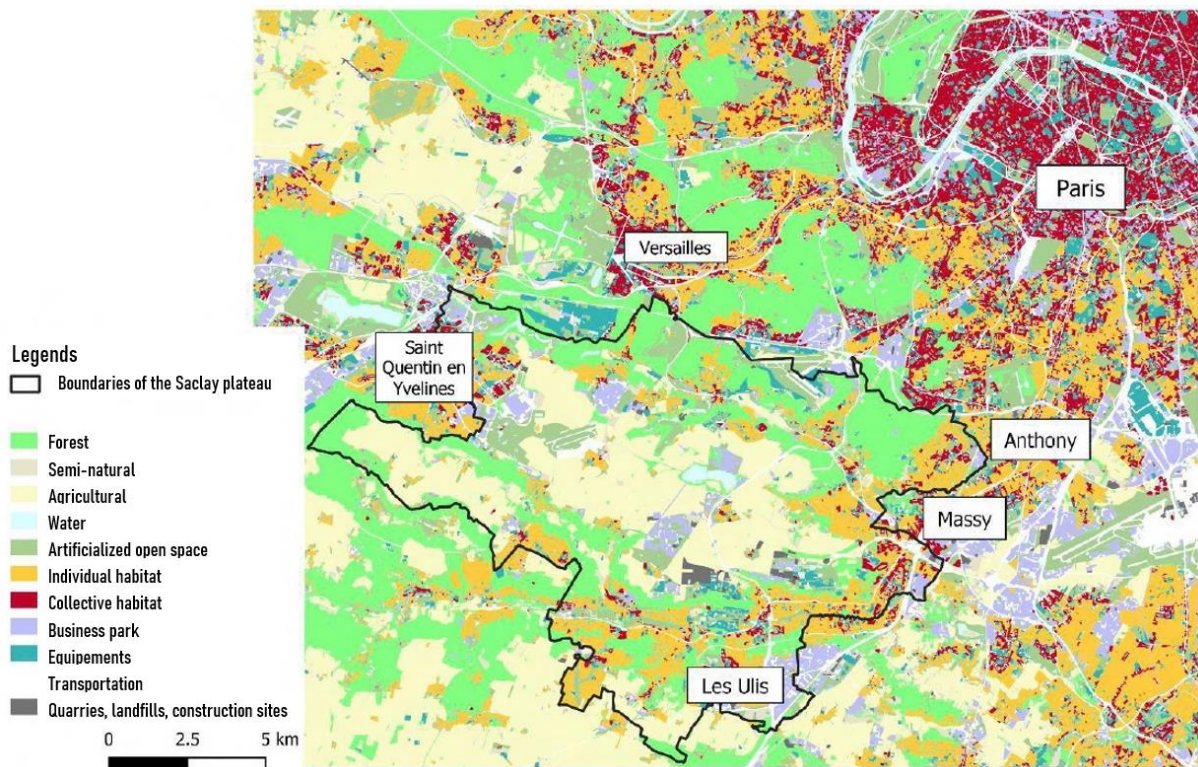 Paris
Versailles
Saint
Quentin en
Yvelines
Anthony
Massy
Les Ulis
Legends
Boundaries of the Saclay plateau
Forest
Semi-natural
Agricultural
Water
Artificialized open space
Individual habitat
Collective habitat
Business park
Equipements
Transportation
Quarries, landfills, construction sites
0 2.5 5 km